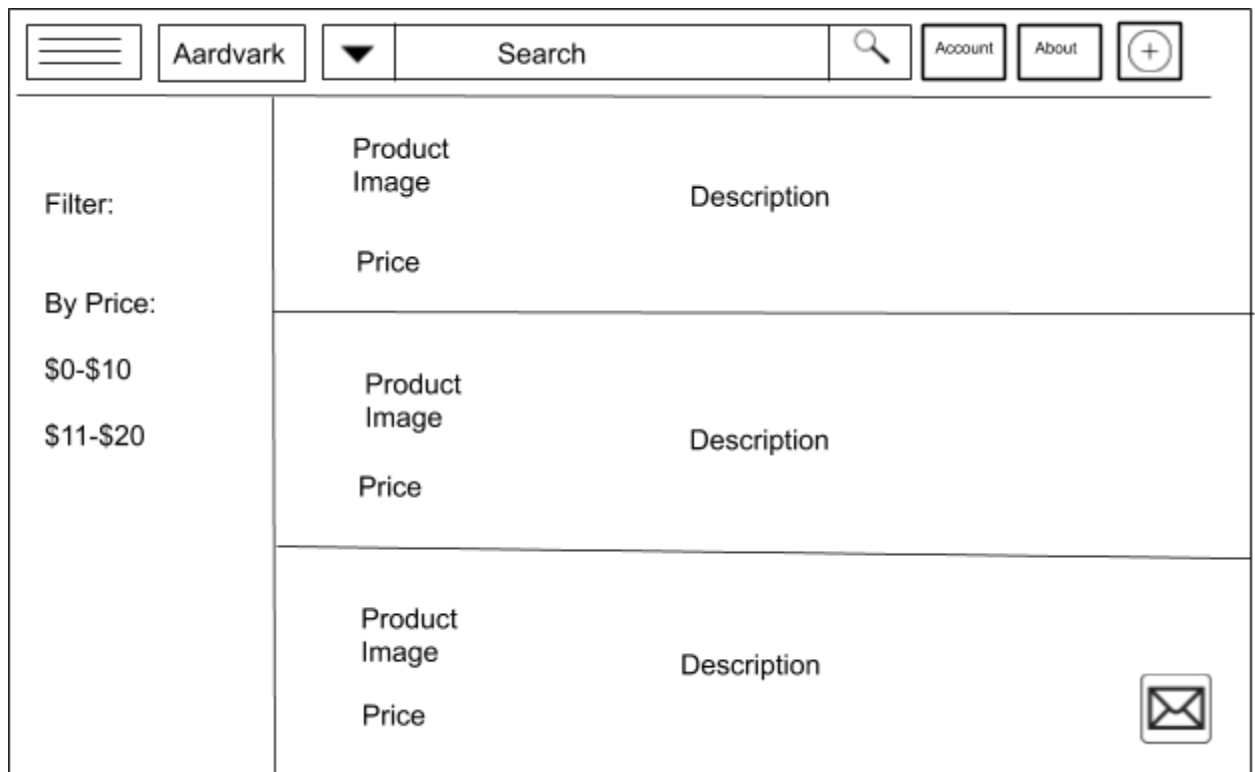 Aardvark
Search
Account
About
Filter:
By Price:
$0-$10
$11-$20
Product
Image
Description
Price
Product
Image
Description
Price
Product
Image
Description
Price